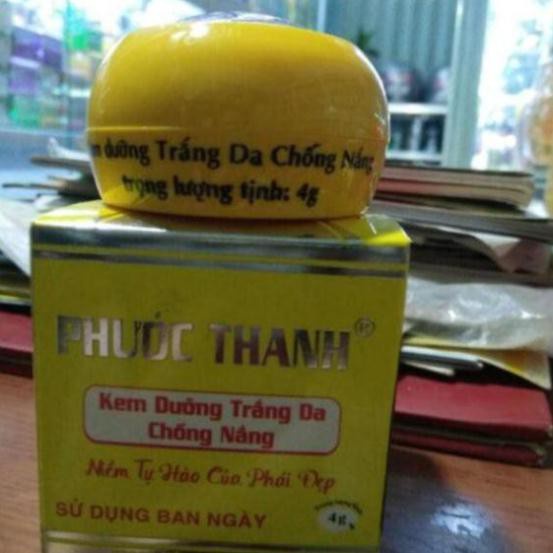 dưỡng Trắng Da Chống Nắng
trọng lượng tịnh: 4g
PHƯỚC THANH®
Kem Dưỡng Trắng Da
Chống Nắng
Niềm Tự Hào Của Phái Đẹp
SỬ DỤNG BAN NGÀY
4g